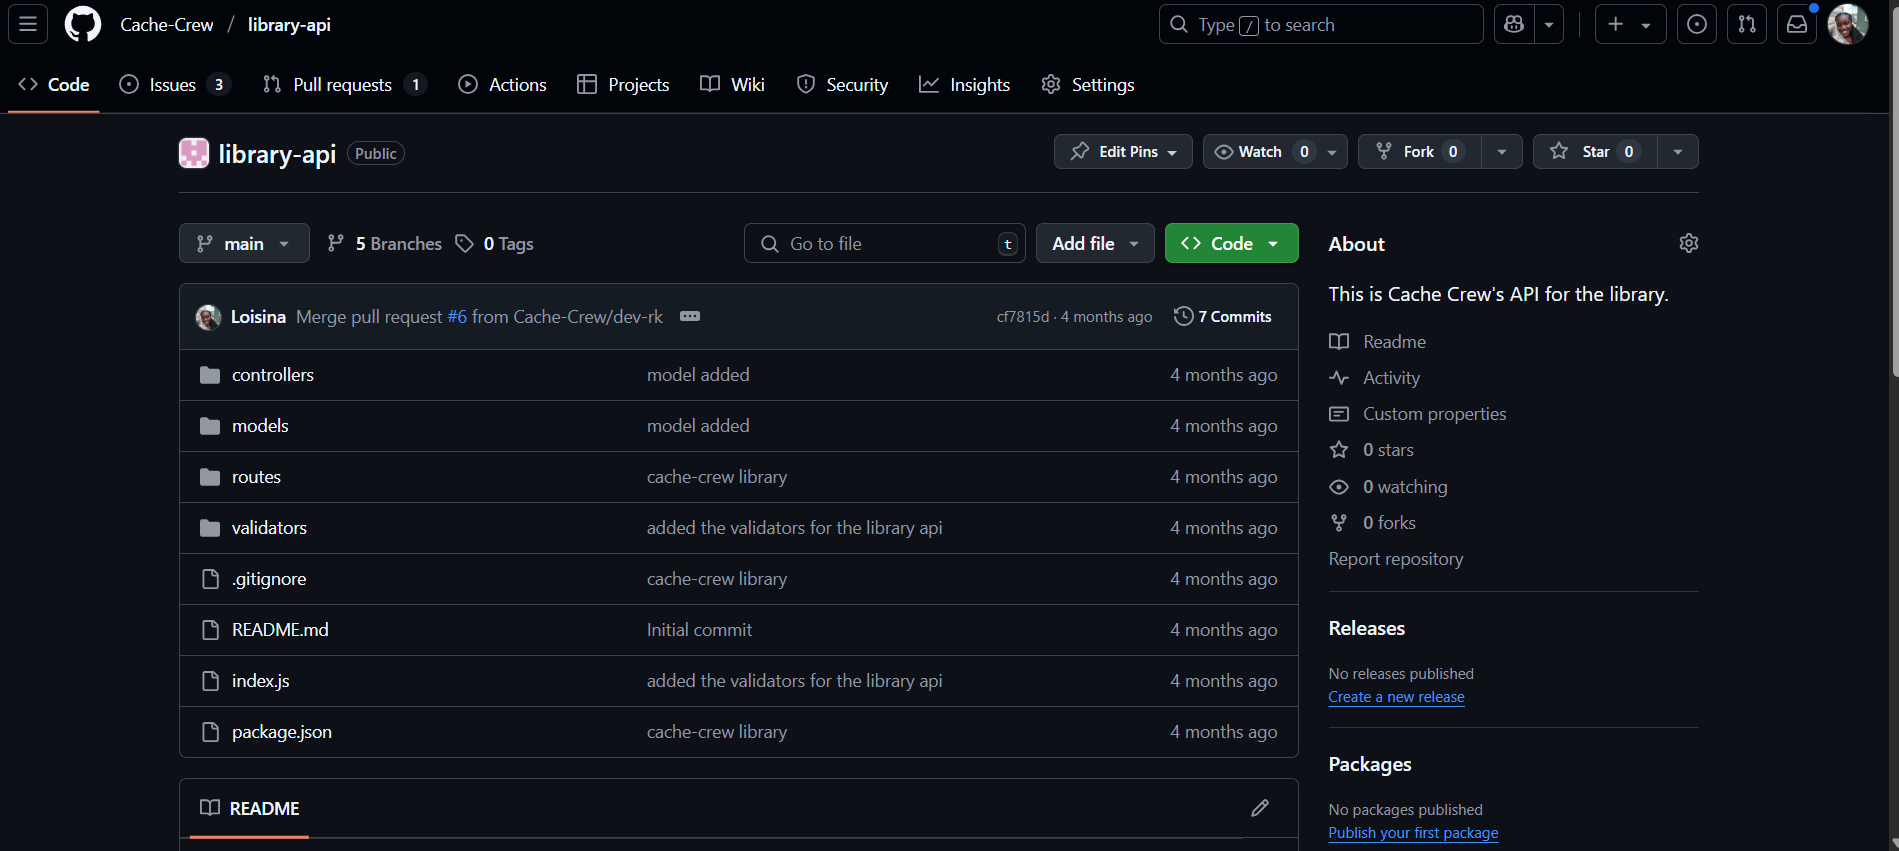 Cache-Crew / library-api
Type / to search
Code
Issues 3
Pull requests 1
Actions
Projects
Wiki
Security
Insights
Settings
library-api Public
Edit Pins
Watch 0
Fork 0
Star 0
main
5 Branches
0 Tags
Go to file t
Add file
Code
Loisina Merge pull request #6 from Cache-Crew/dev-rk cf7815d · 4 months ago 7 Commits
controllers model added 4 months ago
models model added 4 months ago
routes cache-crew library 4 months ago
validators added the validators for the library api 4 months ago
.gitignore cache-crew library 4 months ago
README.md Initial commit 4 months ago
index.js added the validators for the library api 4 months ago
package.json cache-crew library 4 months ago
README
About
This is Cache Crew's API for the library.
Readme
Activity
Custom properties
0 stars
0 watching
0 forks
Report repository
Releases
No releases published
Create a new release
Packages
No packages published
Publish your first package